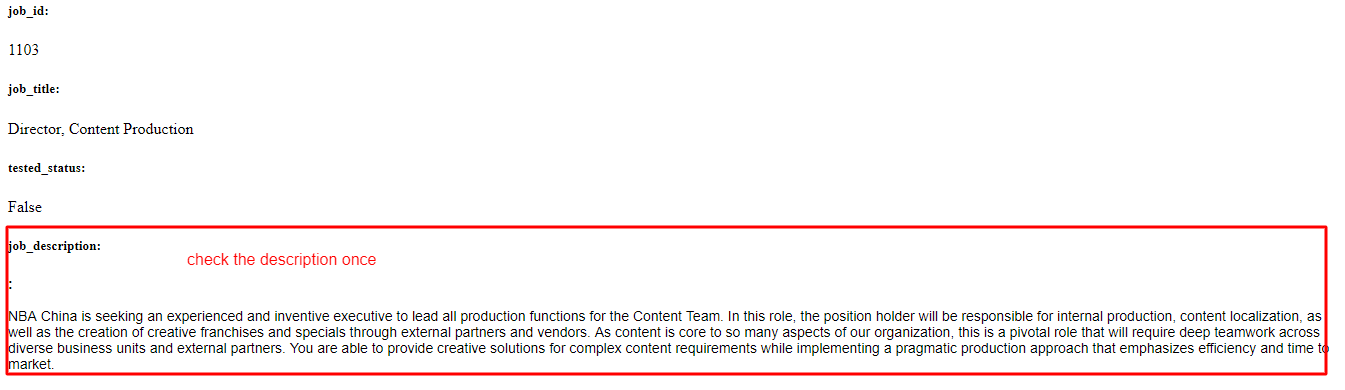 job_id:
1103
job_title:
Director, Content Production
tested_status:
False
job_description:
check the description once
:
NBA China is seeking an experienced and inventive executive to lead all production functions for the Content Team. In this role, the position holder will be responsible for internal production, content localization, as
well as the creation of creative franchises and specials through external partners and vendors. As content is core to so many aspects of our organization, this is a pivotal role that will require deep teamwork across
diverse business units and external partners. You are able to provide creative solutions for complex content requirements while implementing a pragmatic production approach that emphasizes efficiency and time to
market.